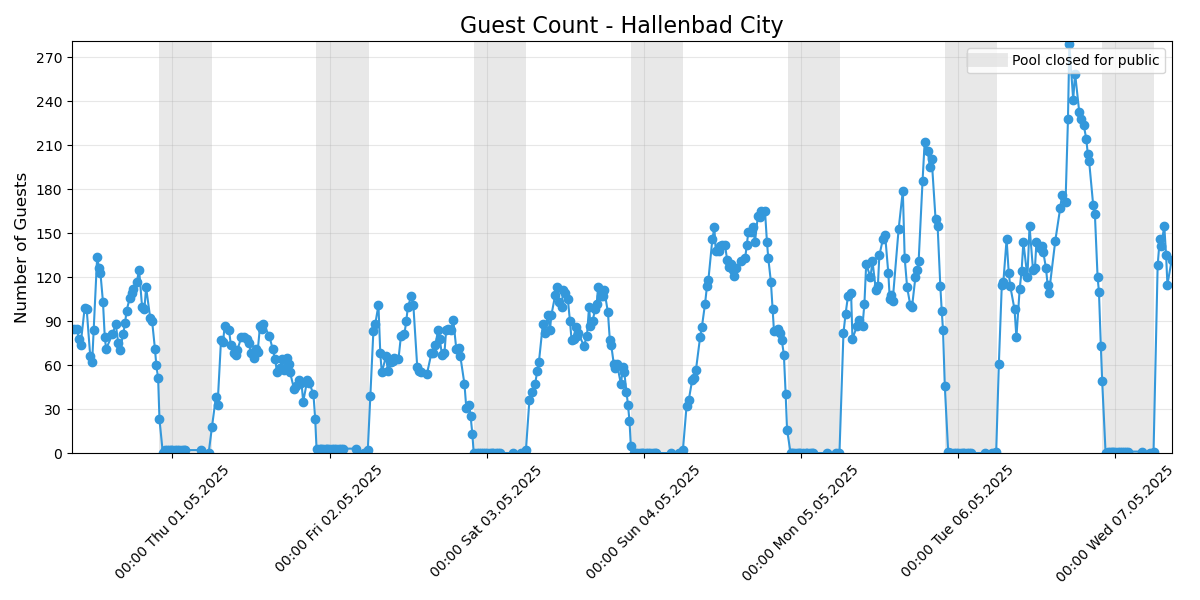 Guest Count - Hallenbad City
Pool closed for public
Number of Guests
270
240
210
180
150
120
90
60
30
0
00:00 Thu 01.05.2025
00:00 Fri 02.05.2025
00:00 Sat 03.05.2025
00:00 Sun 04.05.2025
00:00 Mon 05.05.2025
00:00 Tue 06.05.2025
00:00 Wed 07.05.2025